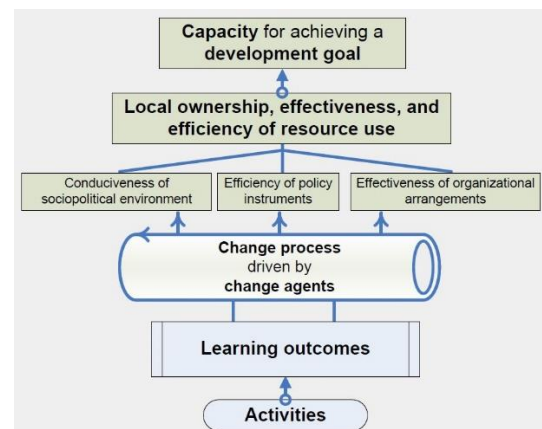 Capacity for achieving a
development goal
Local ownership, effectiveness, and
efficiency of resource use
Conduciveness of
sociopolitical environment
Efficiency of policy
instruments
Effectiveness of organizational
arrangements
Change process
driven by
change agents
Learning outcomes
Activities